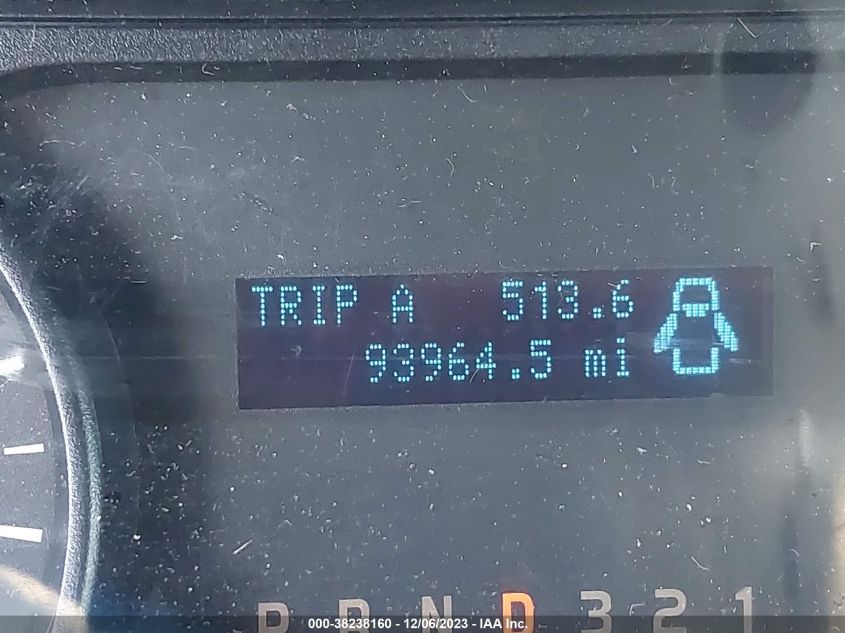 TRIP A 513.6
93964.5 mi
P R N D 3 2 1
000-38238160 - 12/06/2023 - IAA Inc.